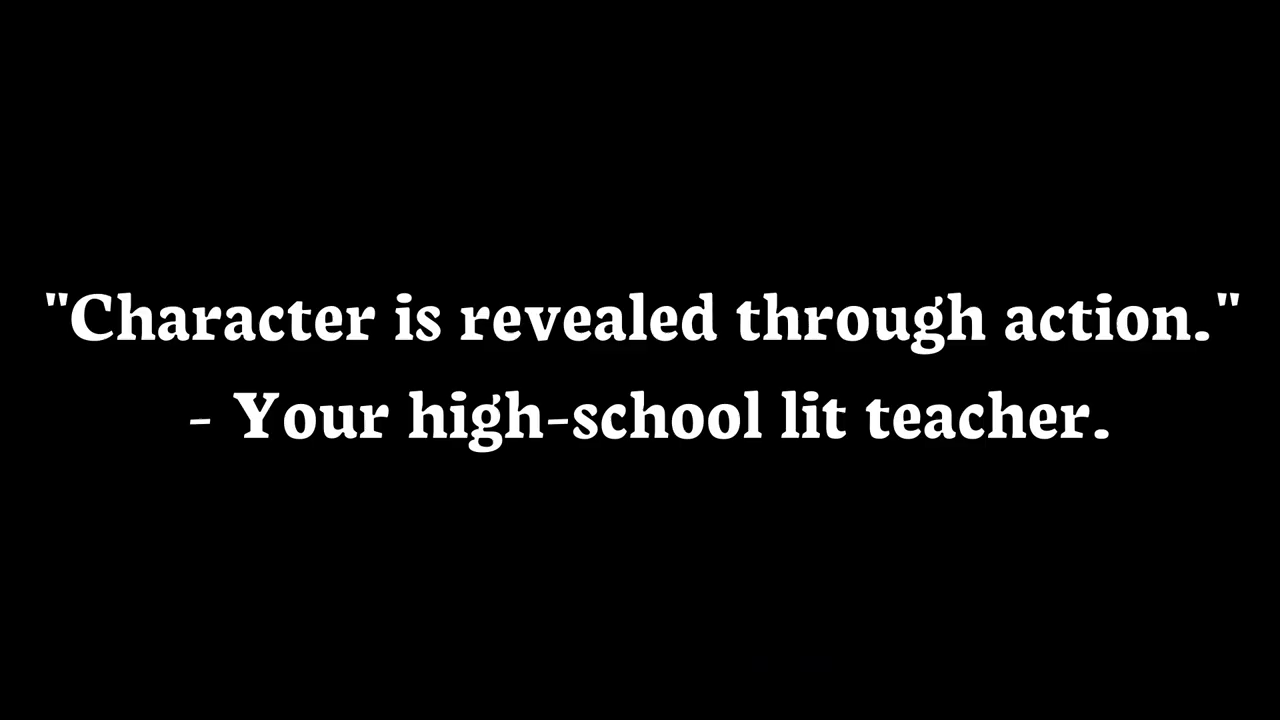 "Character is revealed through action."
- Your high-school lit teacher.